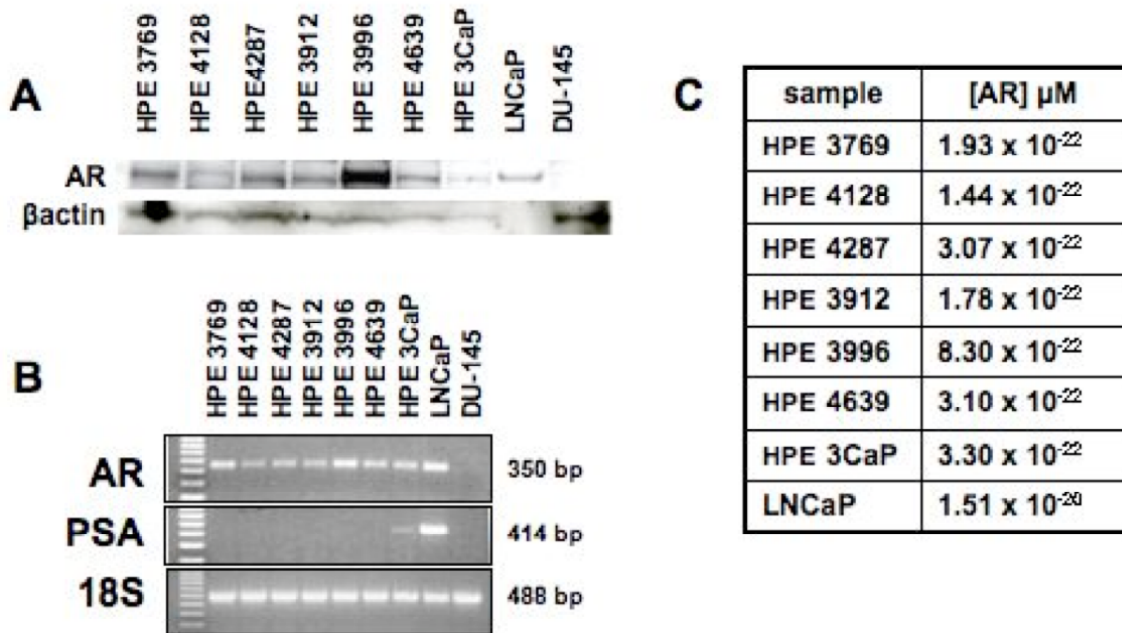 A
HPE 3769
HPE 4128
HPE4287
HPE 3912
HPE 3996
HPE 4639
HPE 3CaP
LNCaP
DU-145
AR
βactin
B
HPE 3769
HPE 4128
HPE 4287
HPE 3912
HPE 3996
HPE 4639
HPE 3CaP
LNCaP
DU-145
AR 350 bp
PSA 414 bp
18S 488 bp
C
sample [AR] µM
HPE 3769 1.93 x 10-22
HPE 4128 1.44 x 10-22
HPE 4287 3.07 x 10-22
HPE 3912 1.78 x 10-22
HPE 3996 8.30 x 10-22
HPE 4639 3.10 x 10-22
HPE 3CaP 3.30 x 10-22
LNCaP 1.51 x 10-20